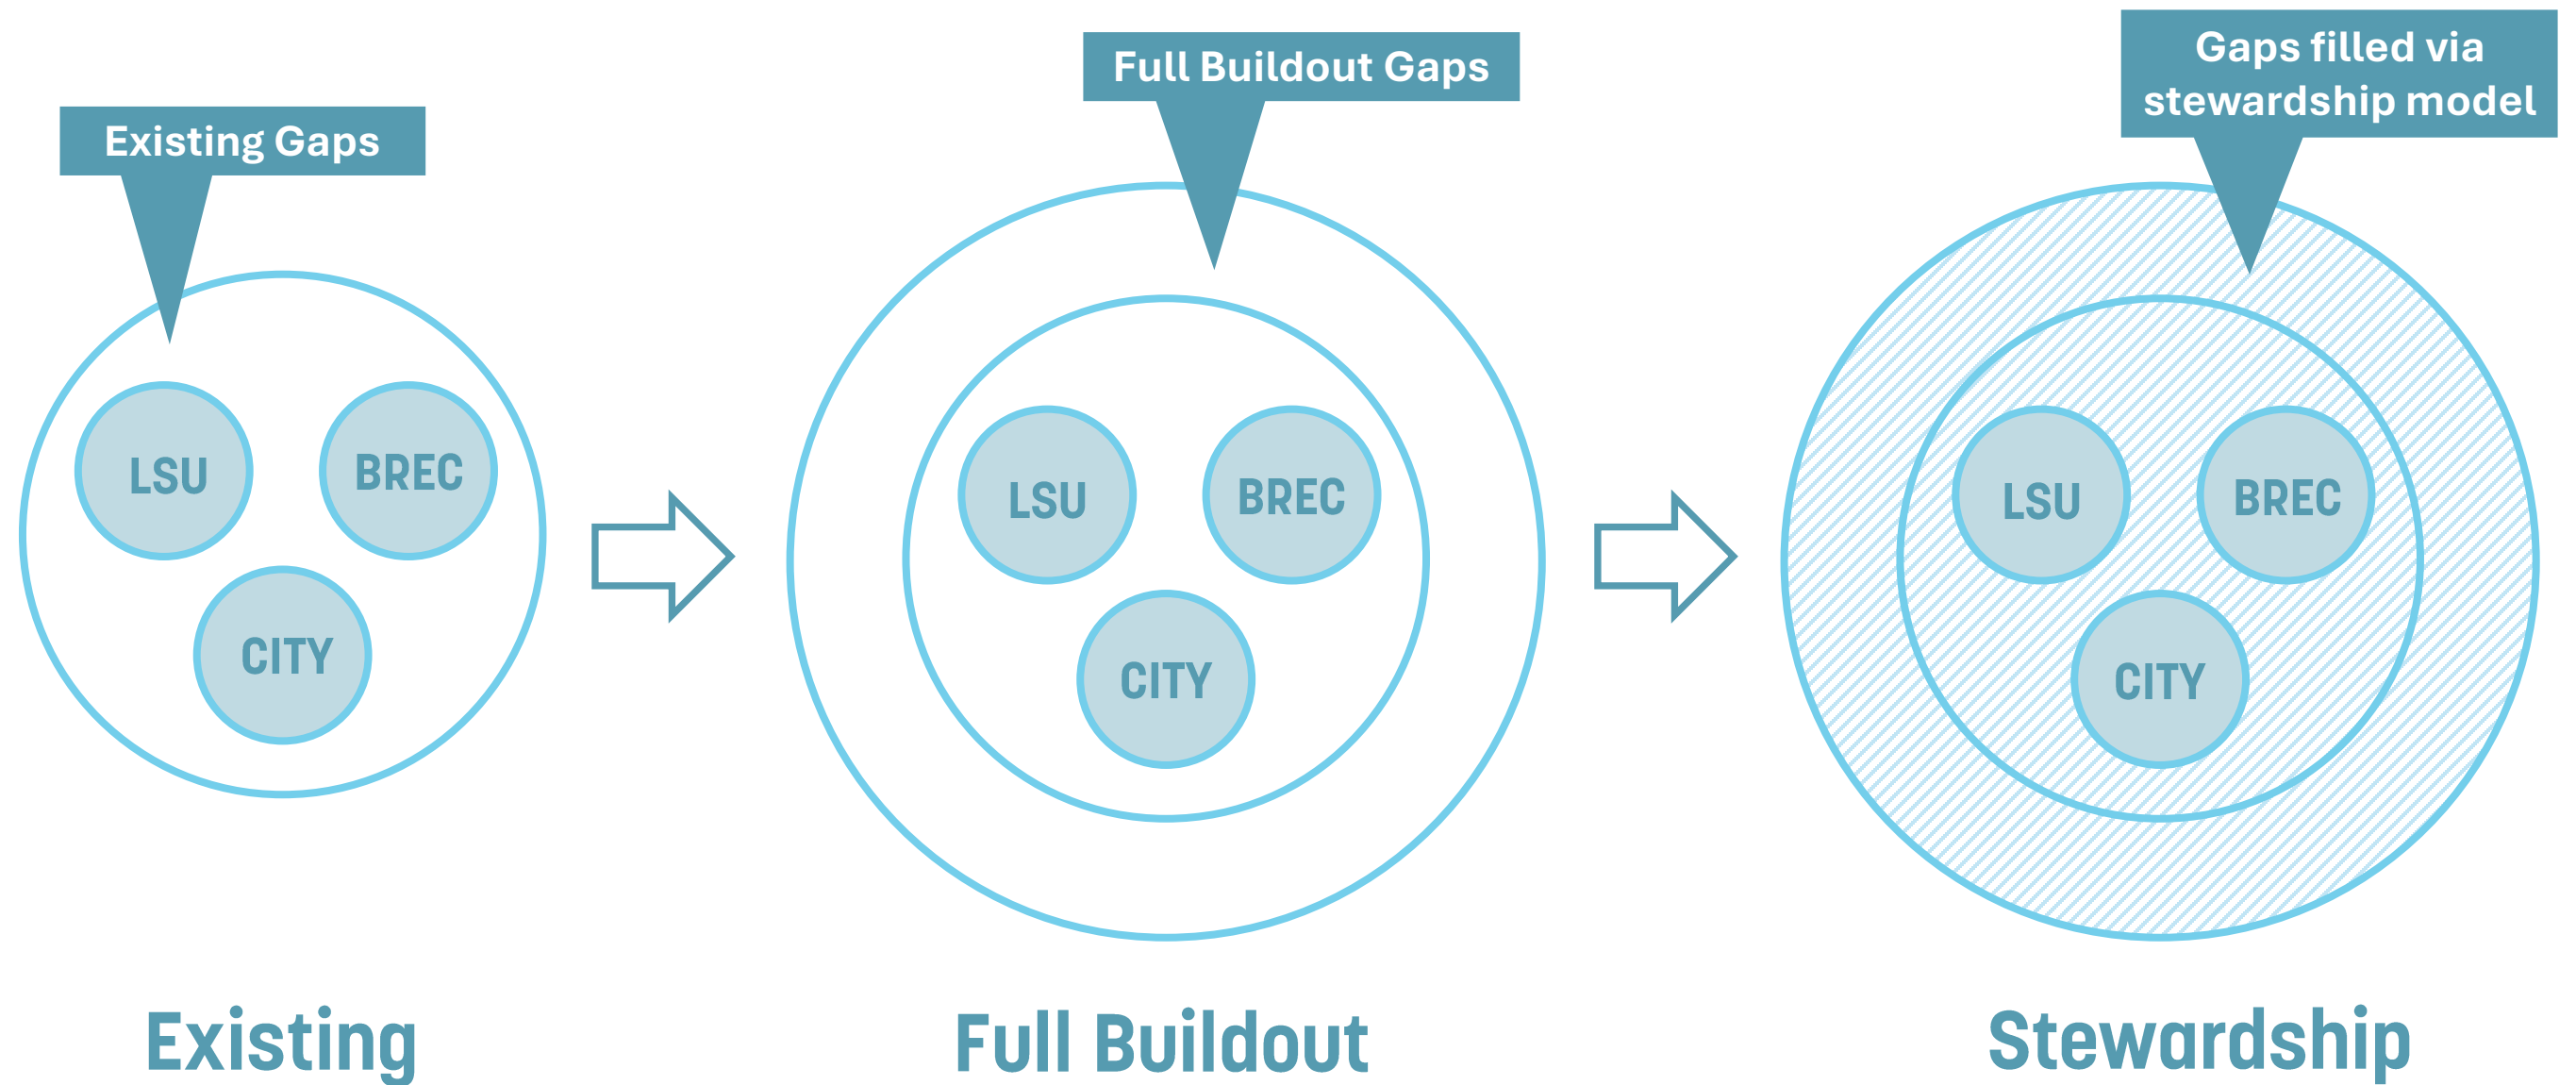 Existing Gaps
LSU
BREC
CITY
Existing
Full Buildout Gaps
LSU
BREC
CITY
Full Buildout
Gaps filled via
stewardship model
LSU
BREC
CITY
Stewardship